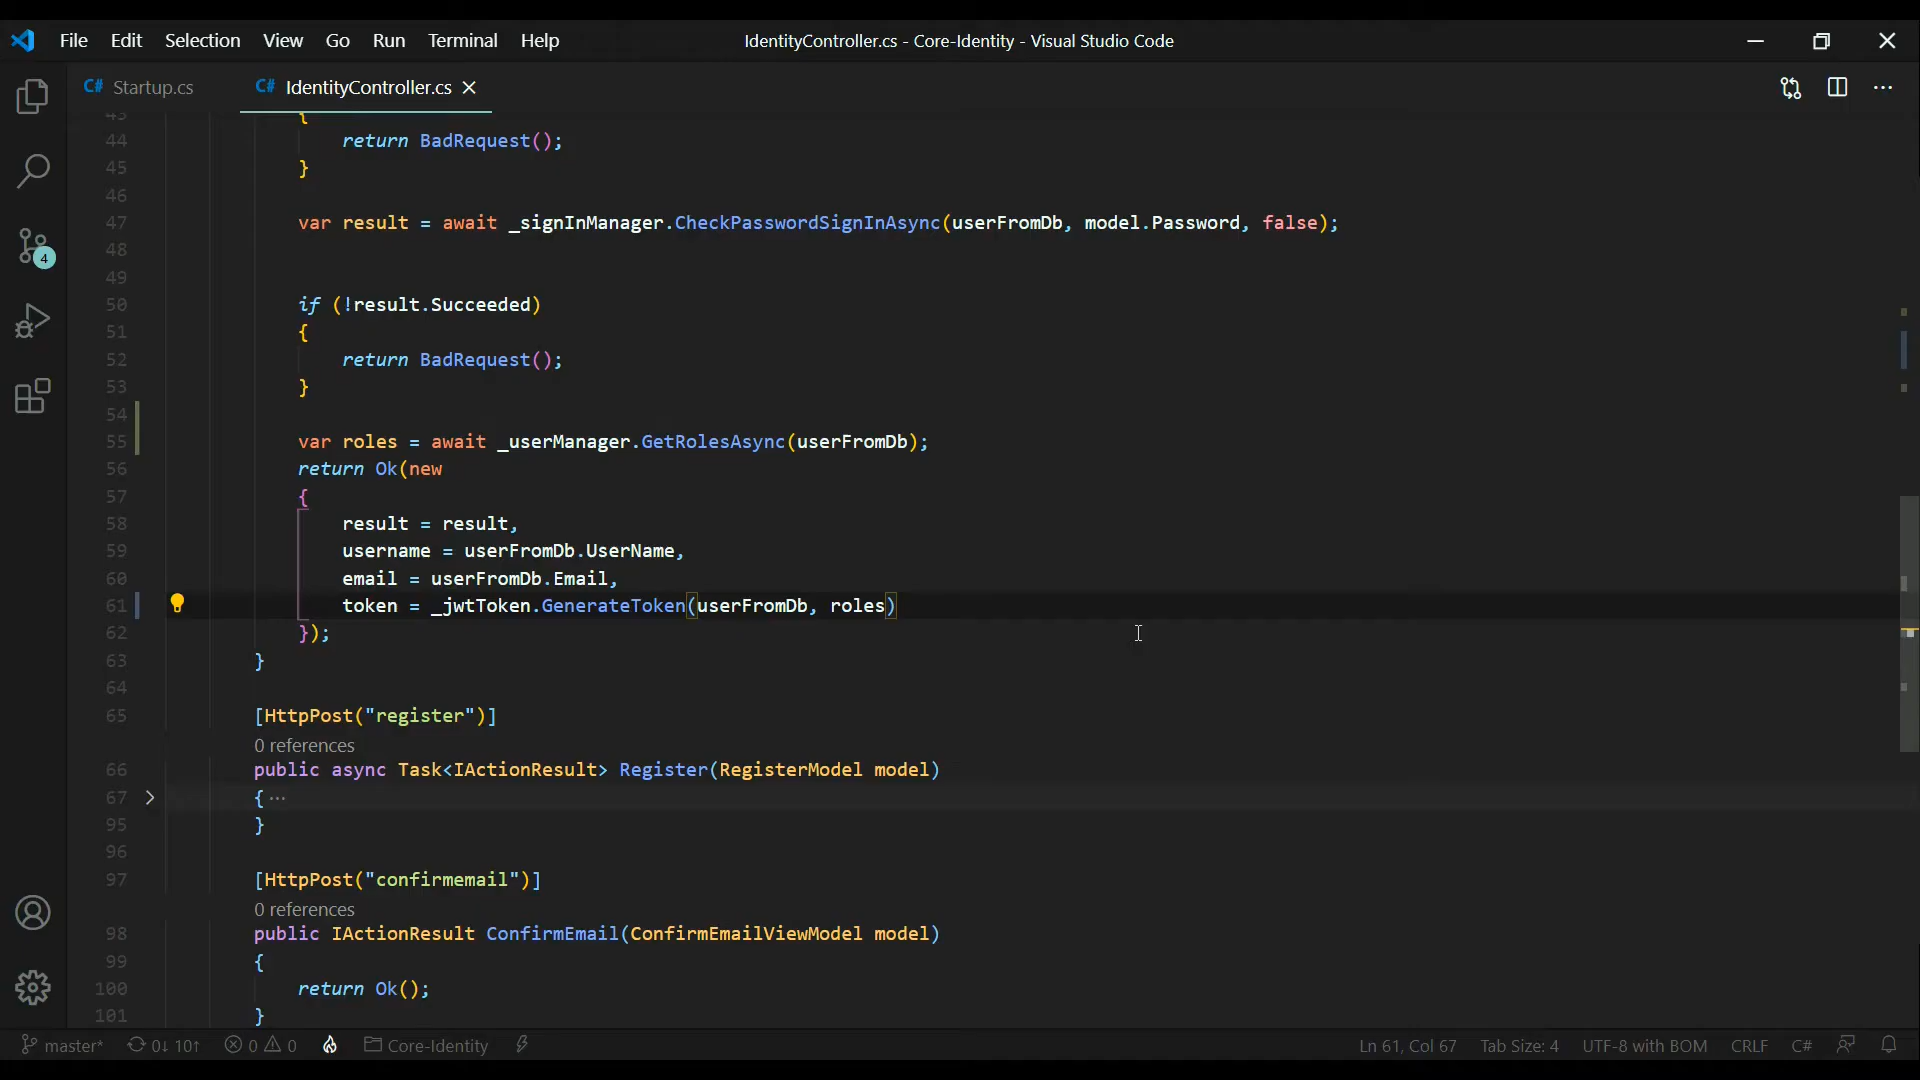 File Edit Selection View Go Run Terminal Help IdentityController.cs - Core-Identity - Visual Studio Code
C# Startup.cs C# IdentityController.cs
43 {
44 return BadRequest();
45 }
46
47 var result = await _signInManager.CheckPasswordSignInAsync(userFromDb, model.Password, false);
48
49
50 if (!result.Succeeded)
51 {
52 return BadRequest();
53 }
54
55 var roles = await _userManager.GetRolesAsync(userFromDb);
56 return Ok(new
57 {
58 result = result,
59 username = userFromDb.UserName,
60 email = userFromDb.Email,
61 token = _jwtToken.GenerateToken(userFromDb, roles)
62 });
63 }
64
65 [HttpPost("register")]
0 references
66 public async Task<IActionResult> Register(RegisterModel model)
67 { ···
95 }
96
97 [HttpPost("confirmemail")]
0 references
98 public IActionResult ConfirmEmail(ConfirmEmailViewModel model)
99 {
100 return Ok();
101 }
4
master* 0↓ 10↑ 0 0 Core-Identity Ln 61, Col 67 Tab Size: 4 UTF-8 with BOM CRLF C#